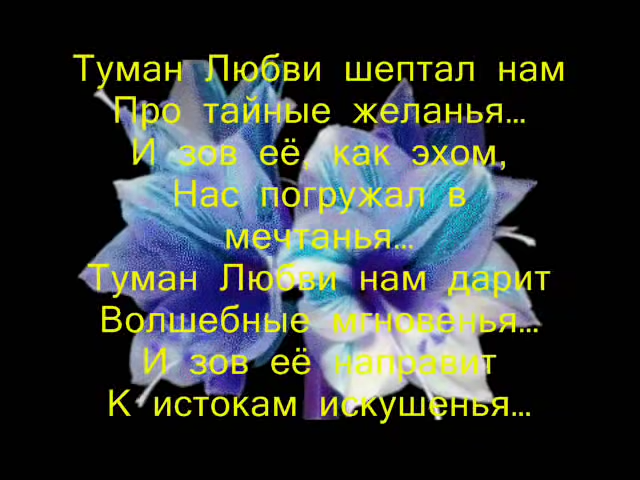 Туман Любви шептал нам
Про тайные желанья...
И зов её, как эхом,
Нас погружал в
мечтанья...
Туман Любви нам дарит
Волшебные мгновенья...
И зов её направит
К истокам искушенья...